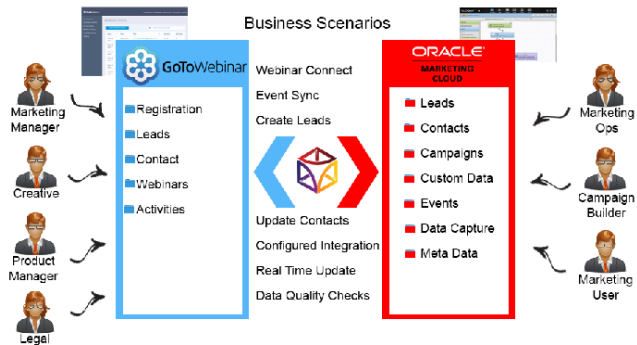 Business Scenarios
GoToWebinar
Registration
Leads
Contact
Webinars
Activities
Webinar Connect
Event Sync
Create Leads
Update Contacts
Configured Integration
Real Time Update
Data Quality Checks
ORACLE
MARKETING
CLOUD
Leads
Contacts
Campaigns
Custom Data
Events
Data Capture
Meta Data
Marketing
Manager
Creative
Product
Manager
Legal
Marketing
Ops
Campaign
Builder
Marketing
User